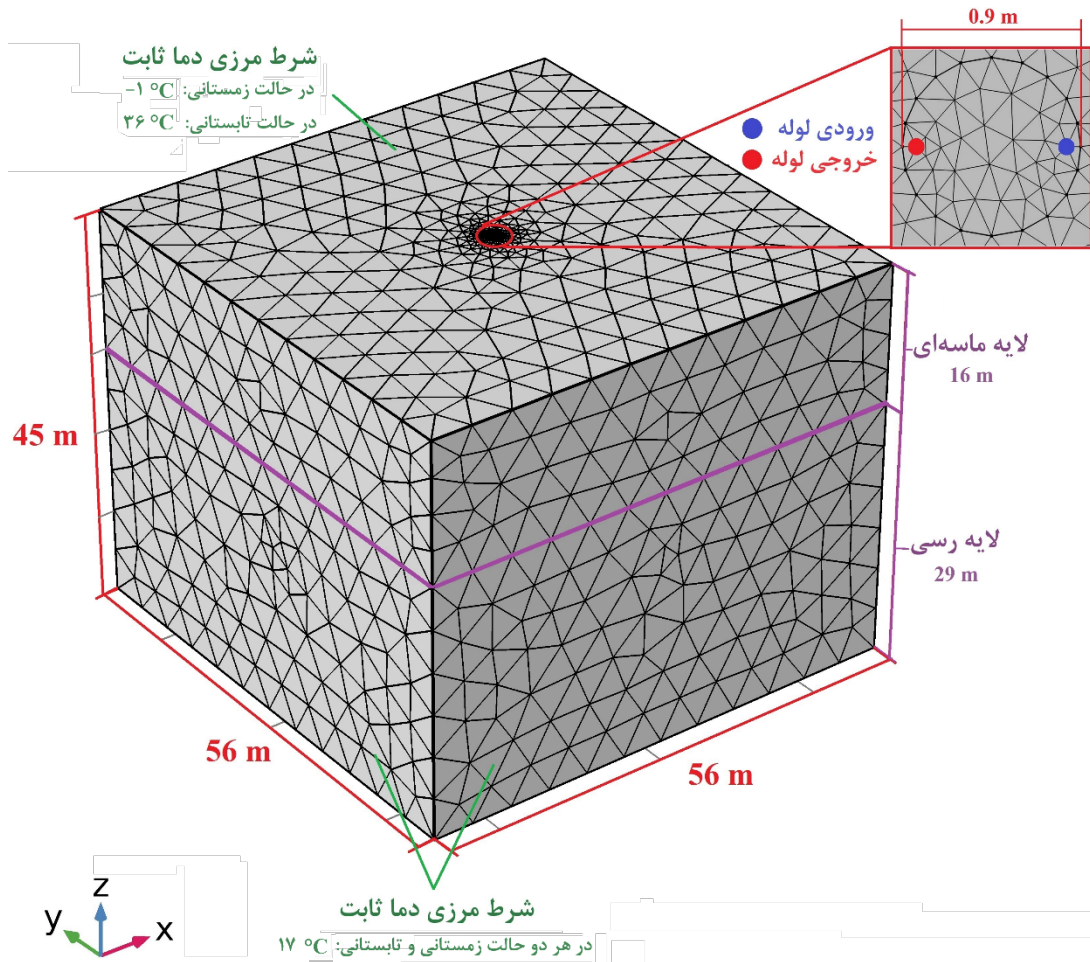 0.9 m
شرط مرزی دما ثابت
در حالت زمستانی: ۱- °C
در حالت تابستانی: ۳۶ °C
ورودی لوله
خروجی لوله
لایه ماسه‌ای
16 m
45 m
لایه رسی
29 m
56 m
56 m
شرط مرزی دما ثابت
در هر دو حالت زمستانی و تابستانی: ۱۷ °C
z
y
x